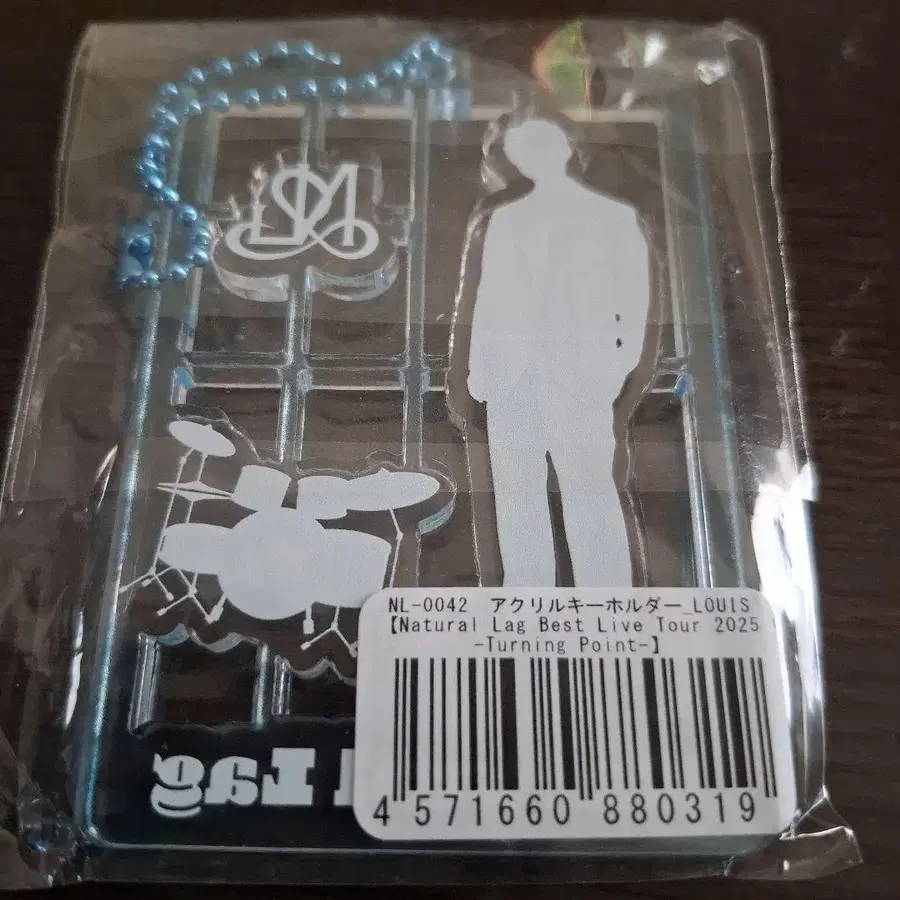 NL-0042 アクリルキーホルダー_LOUIS
【Natural Lag Best Live Tour 2025
-Turning Point-】
Lag
4 571660 880319